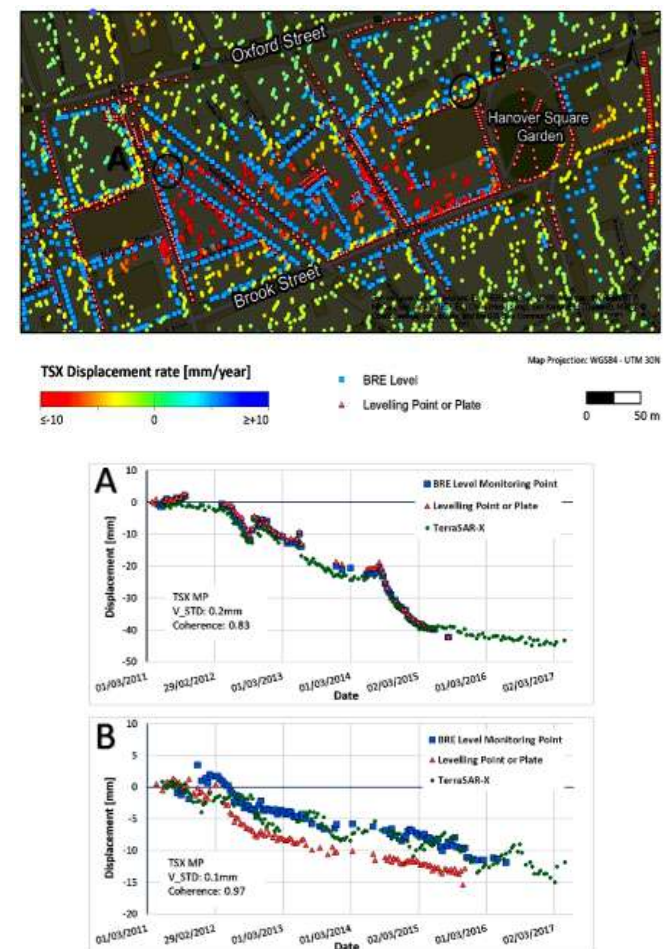 Oxford Street
B
Hanover Square
Garden
A
Brook Street
Map Projection: WGS84 - UTM 30N
TSX Displacement rate [mm/year]
≤-10
0
≥+10
BRE Level
Levelling Point or Plate
0 50 m
A
10
0
-10
-20
-30
-40
-50
Displacement [mm]
BRE Level Monitoring Point
Levelling Point or Plate
TerraSAR-X
TSX MP
V_STD: 0.2mm
Coherence: 0.83
01/03/2011 29/02/2012 01/03/2013 01/03/2014 02/03/2015 01/03/2016 02/03/2017
Date
B
10
5
0
-5
-10
-15
-20
Displacement [mm]
BRE Level Monitoring Point
Levelling Point or Plate
TerraSAR-X
TSX MP
V_STD: 0.1mm
Coherence: 0.97
01/03/2011 29/02/2012 01/03/2013 01/03/2014 02/03/2015 01/03/2016 02/03/2017
Date